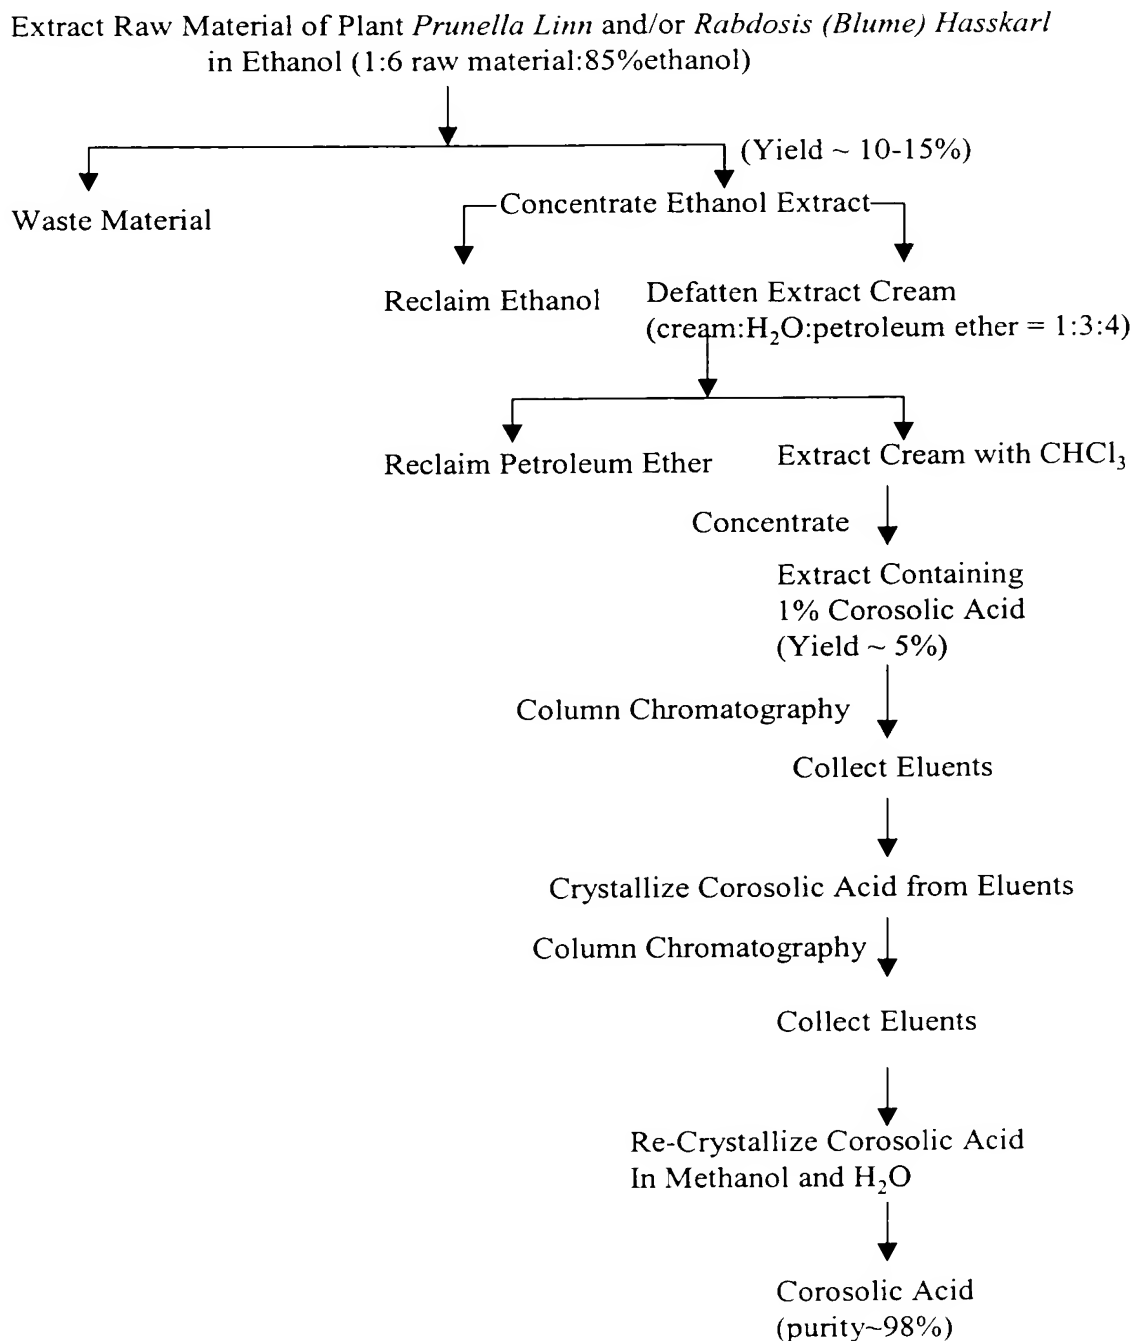 Extract Raw Material of Plant Prunella Linn and/or Rabdosis (Blume) Hasskarl
in Ethanol (1:6 raw material:85%ethanol)
(Yield ~ 10-15%)
Waste Material
Concentrate Ethanol Extract
Reclaim Ethanol
Defatten Extract Cream
(cream:H₂O:petroleum ether = 1:3:4)
Reclaim Petroleum Ether
Extract Cream with CHCl₃
Concentrate
Extract Containing
1% Corosolic Acid
(Yield ~ 5%)
Column Chromatography
Collect Eluents
Crystallize Corosolic Acid from Eluents
Column Chromatography
Collect Eluents
Re-Crystallize Corosolic Acid
In Methanol and H₂O
Corosolic Acid
(purity~98%)